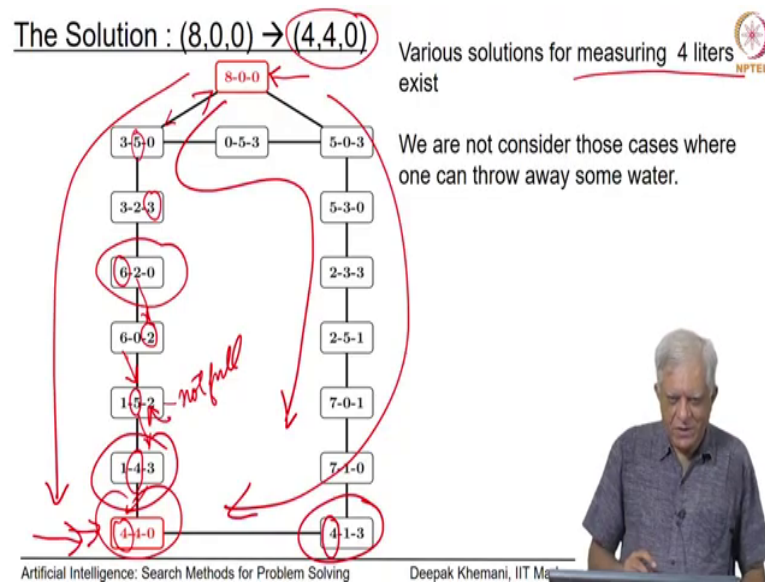 The Solution : (8,0,0) → (4,4,0)
NPTEL
Various solutions for measuring 4 liters
exist
We are not consider those cases where
one can throw away some water.
8-0-0
3-5-0
0-5-3
5-0-3
3-2-3
5-3-0
6-2-0
2-3-3
6-0-2
2-5-1
not full
1-5-2
7-0-1
1-4-3
7-1-0
4-4-0
4-1-3
Artificial Intelligence: Search Methods for Problem Solving
Deepak Khemani, IIT